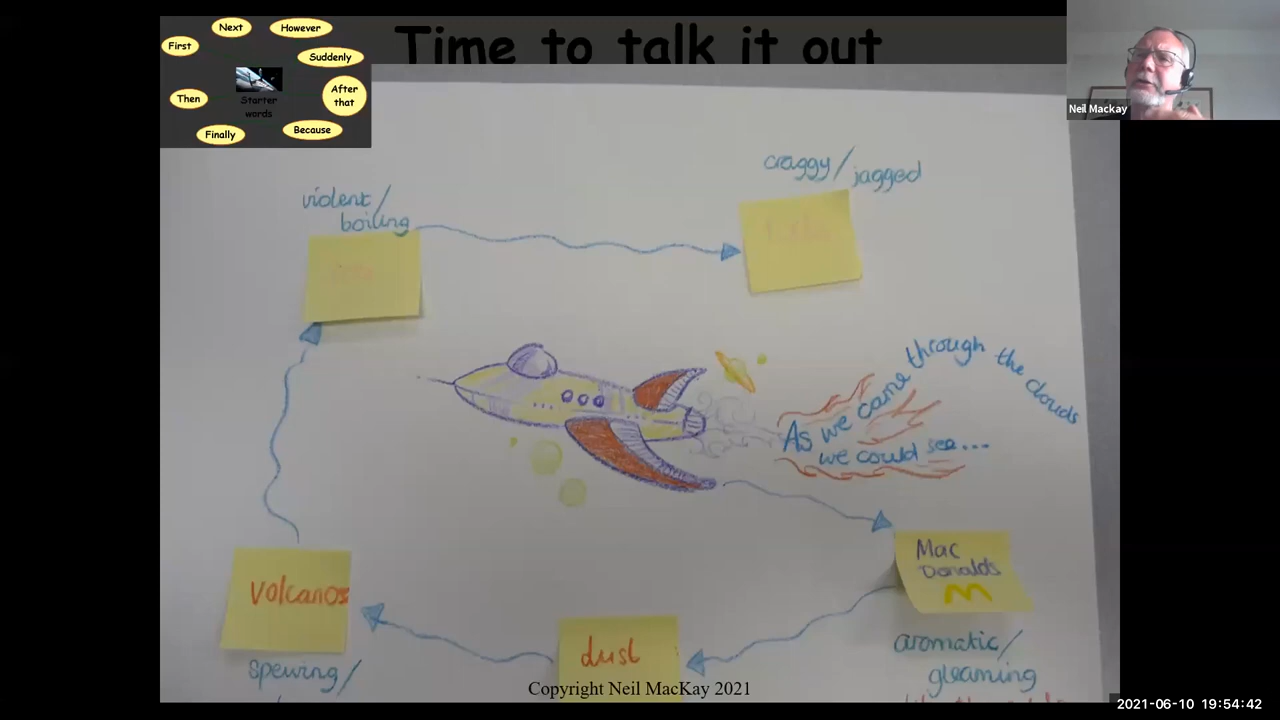 Time to talk it out
Next
However
First
Suddenly
After
that
Then
Starter
words
Finally
Because
Neil MacKay
craggy/
jagged
violent/
boiling
As we came through the clouds
we could see...
Mac
Donalds
volcanos
dust
aromatic/
gleaming
spewing/
Copyright Neil MacKay 2021
2021-06-10 19:54:42